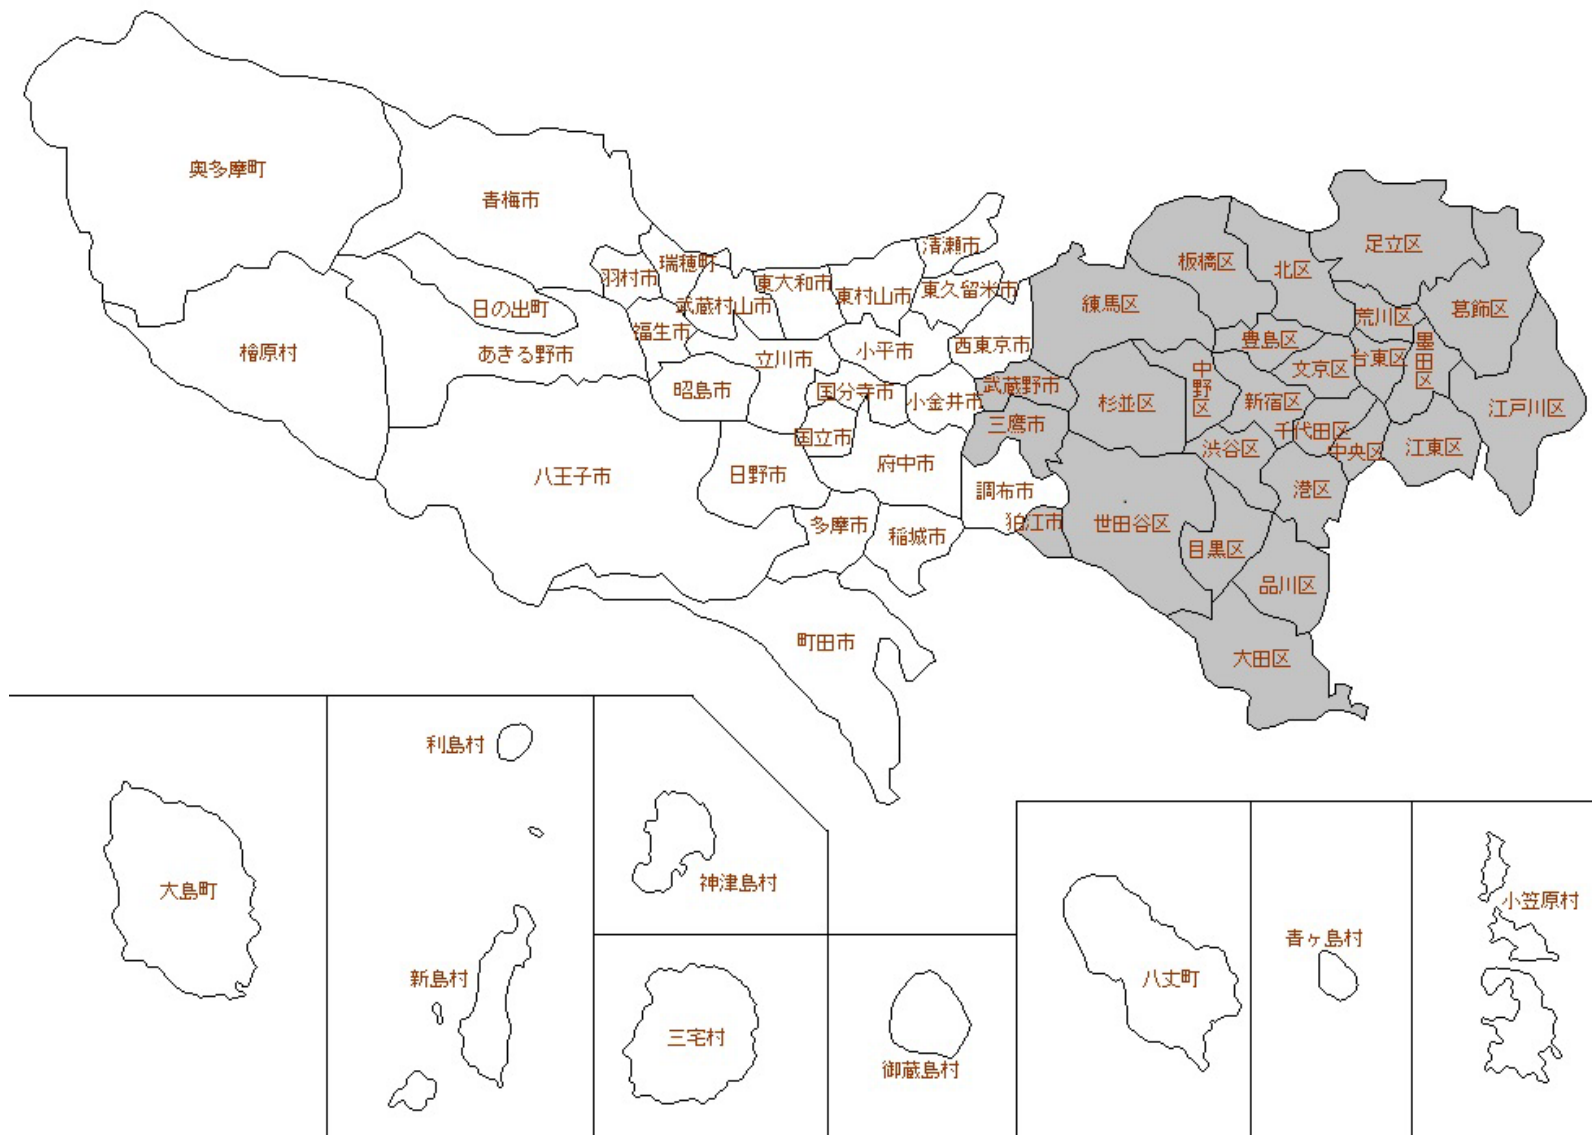 奥多摩町
青梅市
足立区
清瀬市
板橋区
北区
瑞穂町
羽村市
東大和市
東村山市
東久留米市
練馬区
日の出町
武蔵村山市
荒川区
葛飾区
福生市
檜原村
あきる野市
立川市
小平市
西東京市
豊島区
台東区
墨田区
文京区
昭島市
国分寺市
小金井市
武蔵野市
杉並区
中野区
新宿区
江戸川区
三鷹市
国立市
千代田区
中央区
江東区
渋谷区
八王子市
日野市
府中市
調布市
港区
多摩市
稲城市
狛江市
世田谷区
目黒区
品川区
町田市
大田区
利島村
大島町
神津島村
小笠原村
青ヶ島村
新島村
八丈町
三宅村
御蔵島村